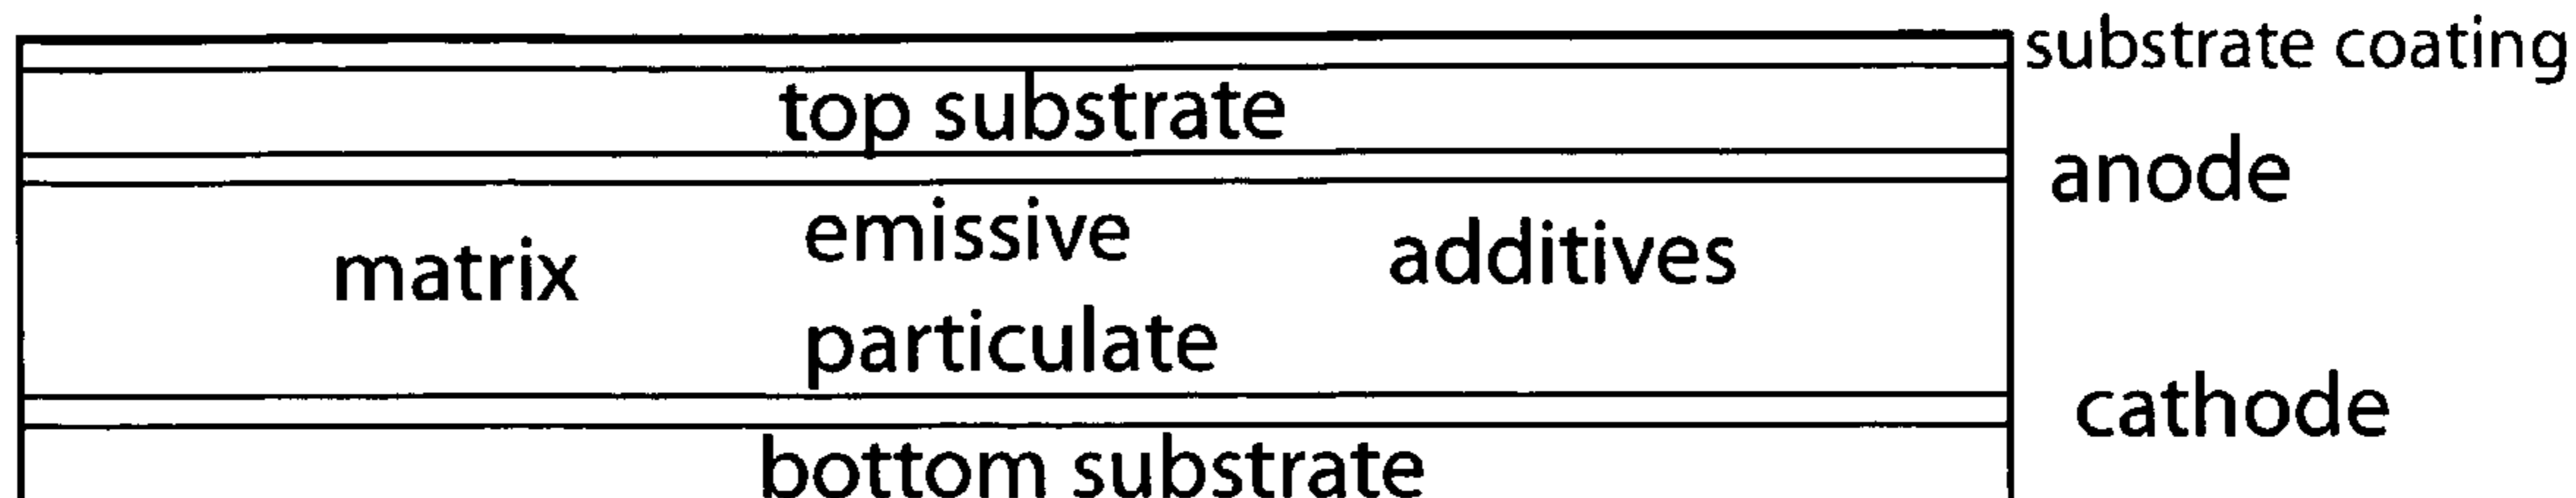 substrate coating
top substrate
anode
emissive
matrix
additives
particulate
cathode
bottom substrate